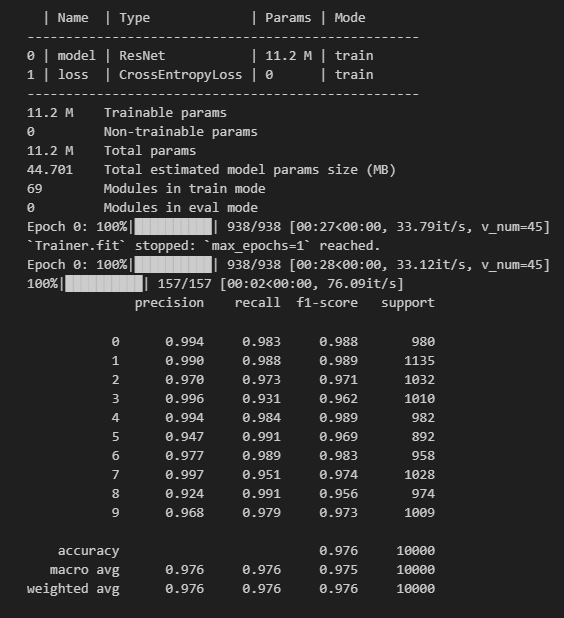 | Name  | Type             | Params | Mode
--------------------------------------------------
0 | model | ResNet           | 11.2 M | train
1 | loss  | CrossEntropyLoss | 0      | train
--------------------------------------------------
11.2 M    Trainable params
0         Non-trainable params
11.2 M    Total params
44.701    Total estimated model params size (MB)
69        Modules in train mode
0         Modules in eval mode
Epoch 0: 100%|██████████| 938/938 [00:27<00:00, 33.79it/s, v_num=45]
`Trainer.fit` stopped: `max_epochs=1` reached.
Epoch 0: 100%|██████████| 938/938 [00:28<00:00, 33.12it/s, v_num=45]
100%|██████████| 157/157 [00:02<00:00, 76.09it/s]
              precision    recall  f1-score   support

           0      0.994     0.983     0.988       980
           1      0.990     0.988     0.989      1135
           2      0.970     0.973     0.971      1032
           3      0.996     0.931     0.962      1010
           4      0.994     0.984     0.989       982
           5      0.947     0.991     0.969       892
           6      0.977     0.989     0.983       958
           7      0.997     0.951     0.974      1028
           8      0.924     0.991     0.956       974
           9      0.968     0.979     0.973      1009

    accuracy                          0.976     10000
   macro avg      0.976     0.976     0.975     10000
weighted avg      0.976     0.976     0.976     10000